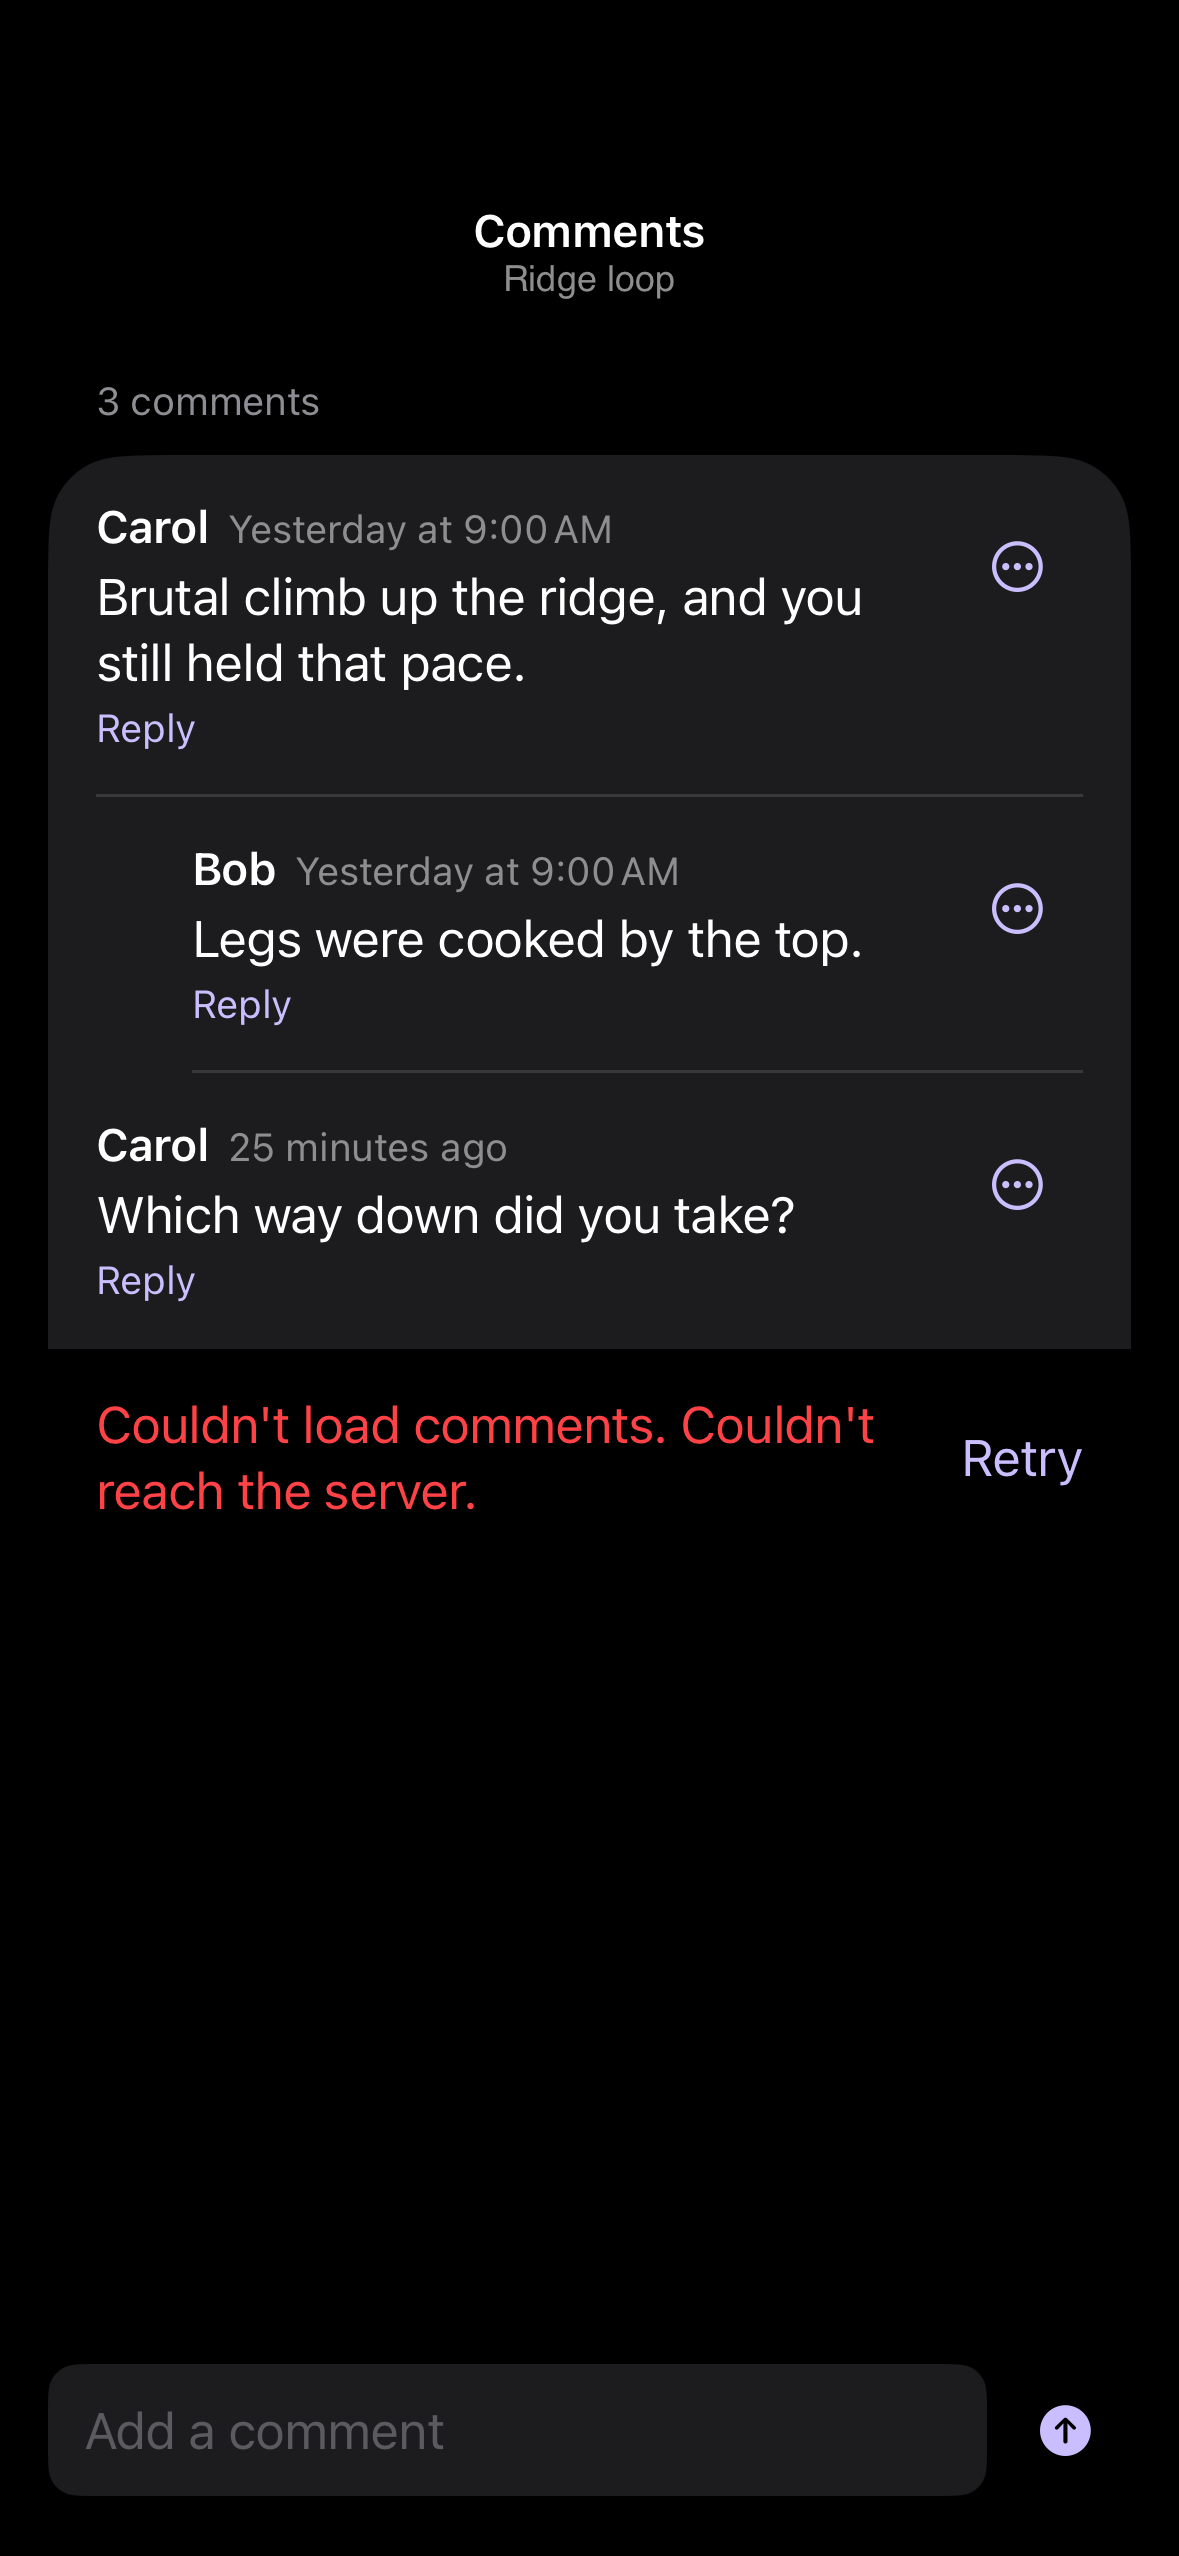 Comments
Ridge loop
3 comments
Carol Yesterday at 9:00 AM
Brutal climb up the ridge, and you
still held that pace.
Reply
Bob Yesterday at 9:00 AM
Legs were cooked by the top.
Reply
Carol 25 minutes ago
Which way down did you take?
Reply
Couldn't load comments. Couldn't
reach the server.
Retry
Add a comment